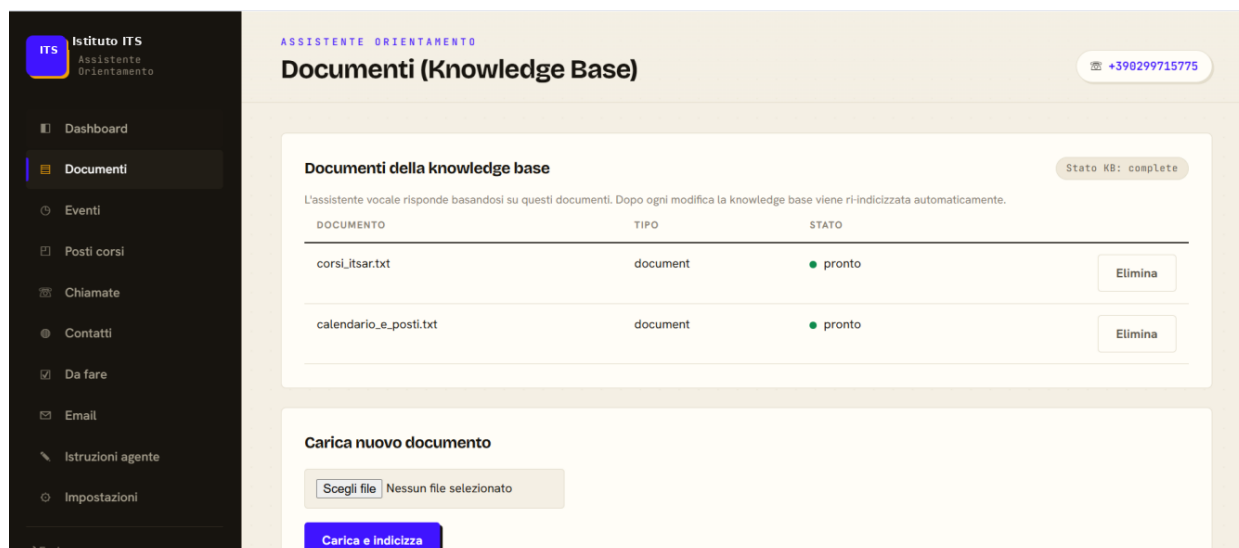 ITS
Istituto ITS
Assistente
Orientamento
Dashboard
Documenti
Eventi
Posti corsi
Chiamate
Contatti
Da fare
Email
Istruzioni agente
Impostazioni
ASSISTENTE ORIENTAMENTO
Documenti (Knowledge Base)
+390299715775
Documenti della knowledge base
Stato KB: complete
L'assistente vocale risponde basandosi su questi documenti. Dopo ogni modifica la knowledge base viene ri-indicizzata automaticamente.
DOCUMENTO TIPO STATO
corsi_itsar.txt document pronto Elimina
calendario_e_posti.txt document pronto Elimina
Carica nuovo documento
Scegli file Nessun file selezionato
Carica e indicizza